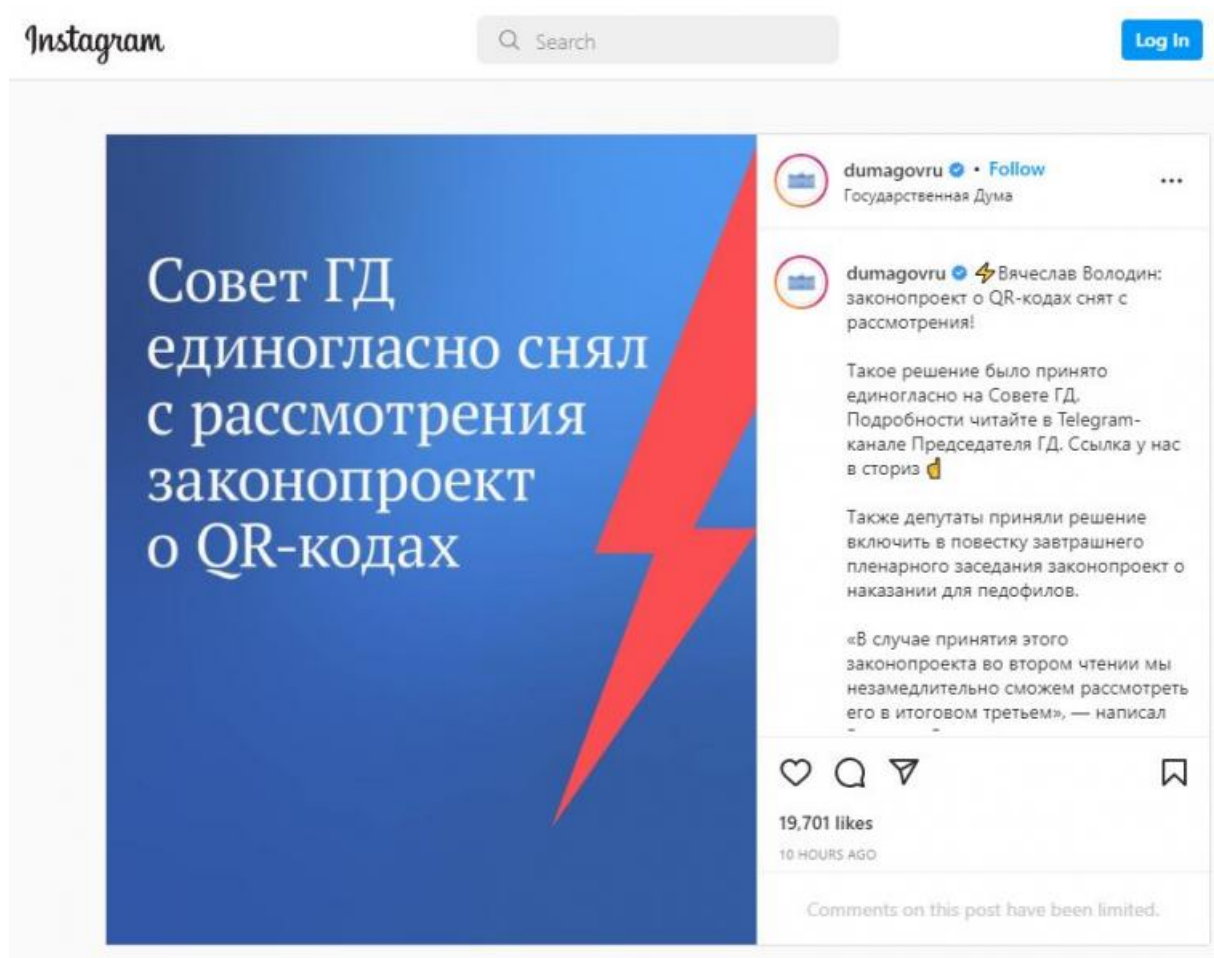 Instagram
Search
Log In
Совет ГД
единогласно снял
с рассмотрения
законопроект
о QR-кодах
dumagovru • Follow
Государственная Дума
dumagovru ⚡Вячеслав Володин:
законопроект о QR-кодах снят с
рассмотрения!
Такое решение было принято
единогласно на Совете ГД.
Подробности читайте в Telegram-
канале Председателя ГД. Ссылка у нас
в сториз ☝
Также депутаты приняли решение
включить в повестку завтрашнего
пленарного заседания законопроект о
наказании для педофилов.
«В случае принятия этого
законопроекта во втором чтении мы
незамедлительно сможем рассмотреть
его в итоговом третьем», — написал
19,701 likes
10 HOURS AGO
Comments on this post have been limited.